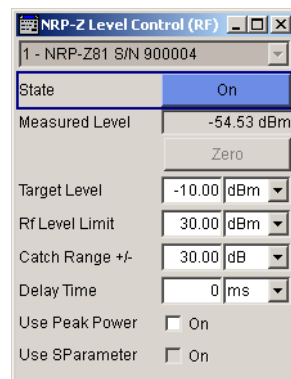 NRP-Z Level Control (RF)
1 - NRP-Z81 S/N 900004
State On
Measured Level -54.53 dBm
Zero
Target Level -10.00 dBm
Rf Level Limit 30.00 dBm
Catch Range +/- 30.00 dB
Delay Time 0 ms
Use Peak Power On
Use SParameter On